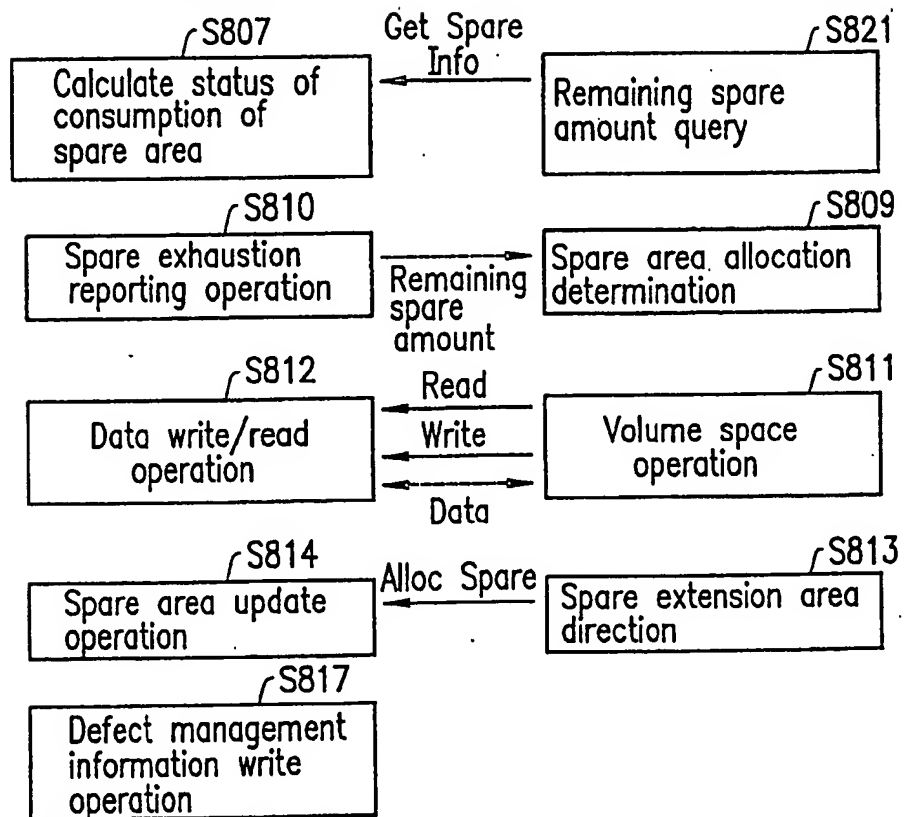 S807
Get Spare
Info
S821
Calculate status of
consumption of
spare area
Remaining spare
amount query
S810
S809
Spare exhaustion
reporting operation
Remaining
spare
amount
Spare area allocation
determination
S812
S811
Data write/read
operation
Read
Write
Data
Volume space
operation
S814
S813
Spare area update
operation
Alloc Spare
Spare extension area
direction
S817
Defect management
information write
operation